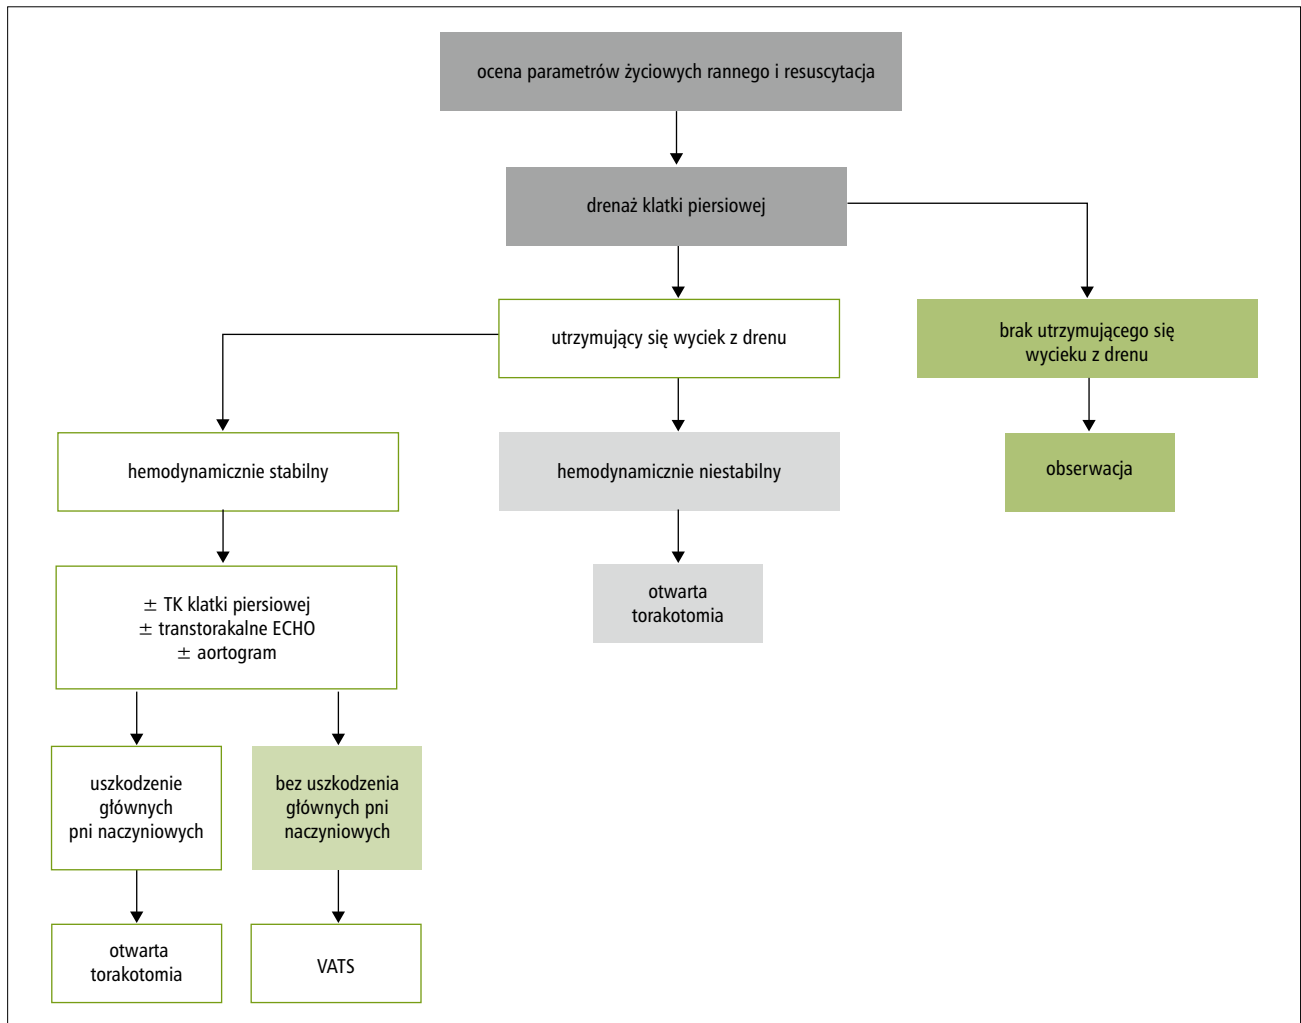 ocena parametrów życiowych rannego i resuscytacja
drenaż klatki piersiowej
utrzymujący się wyciek z drenu
brak utrzymującego się
wycieku z drenu
hemodynamicznie stabilny
hemodynamicznie niestabilny
obserwacja
± TK klatki piersiowej
± transtorakalne ECHO
± aortogram
otwarta
torakotomia
uszkodzenie
głównych
pni naczyniowych
bez uszkodzenia
głównych pni
naczyniowych
otwarta
torakotomia
VATS